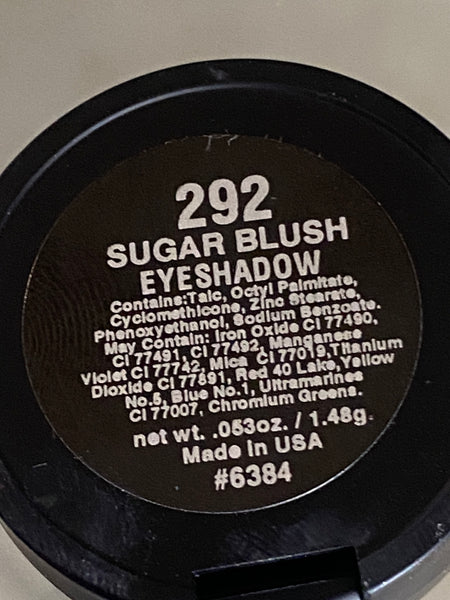 292
SUGAR BLUSH
EYESHADOW
Contains:Talc, Octyl Palmitate,
Cyclomethicone, Zinc Stearate,
Phenoxyethanol, Sodium Benzoate.
May Contain: Iron Oxide CI 77490,
CI 77491, CI 77492, Manganese
Violet CI 77742, Mica CI 77019,Titanium
Dioxide CI 77891, Red 40 Lake,Yellow
No.5, Blue No.1, Ultramarines
CI 77007, Chromium Greens.
net wt. .053oz. / 1.48g.
Made in USA
#6384